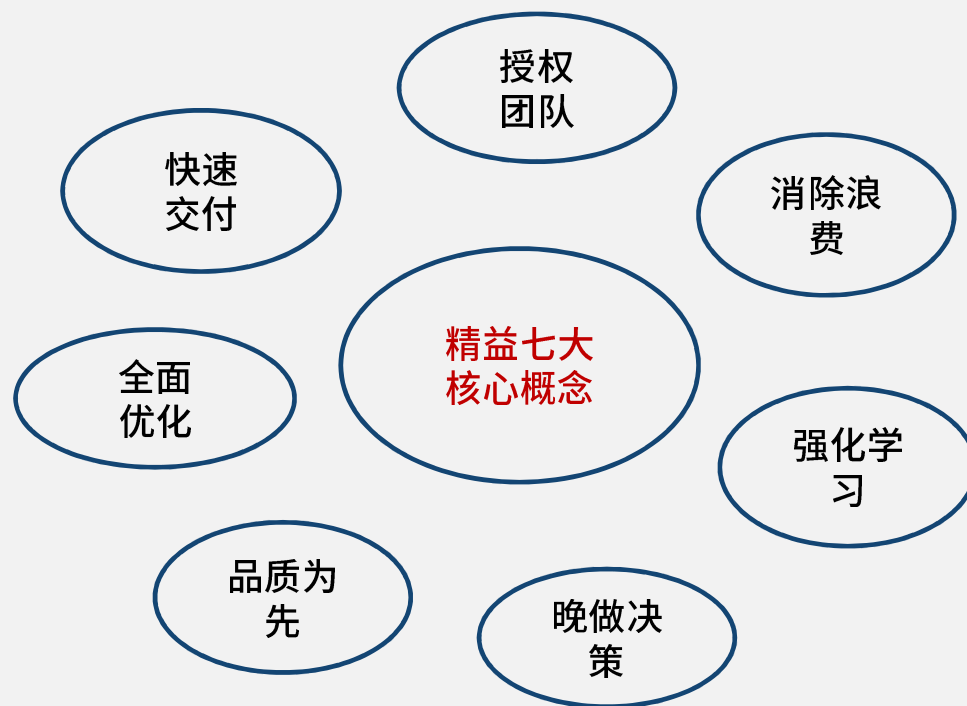 授权
团队
快速
交付
消除浪
费
精益七大
核心概念
全面
优化
强化学
习
品质为
先
晚做决
策